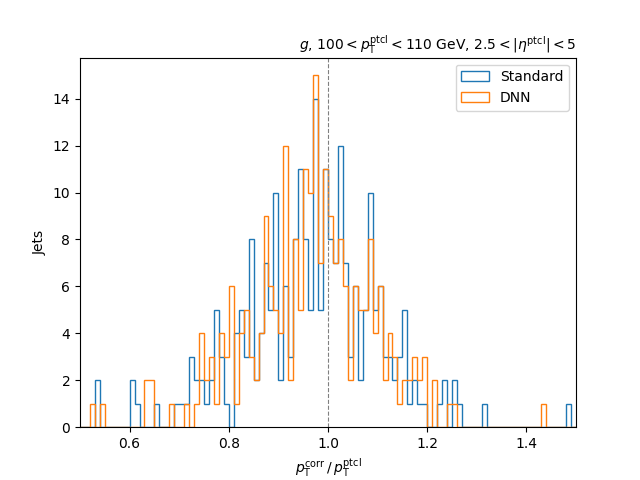 g, 100 < p_T^ptcl < 110 GeV, 2.5 < |η^ptcl| < 5
Standard
DNN
14
12
10
8
6
4
2
0
Jets
0.6 0.8 1.0 1.2 1.4
p_T^corr / p_T^ptcl